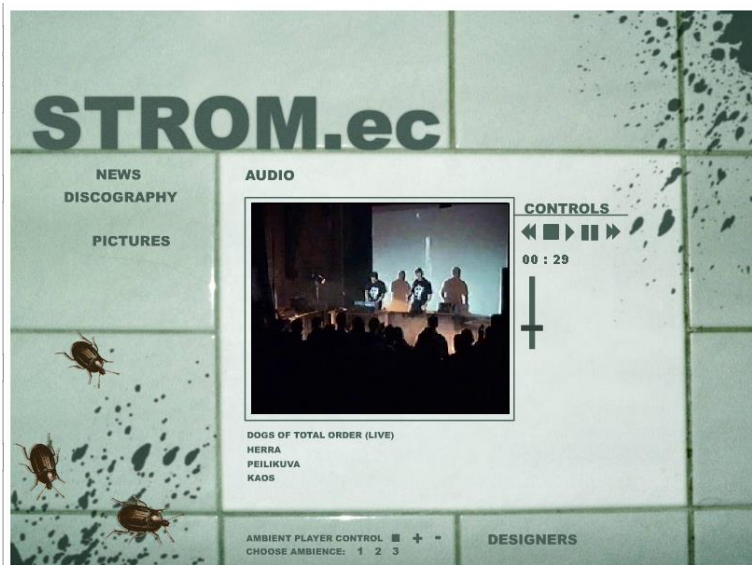 STROM.ec
NEWS
DISCOGRAPHY
PICTURES
AUDIO
CONTROLS
00 : 29
DOGS OF TOTAL ORDER (LIVE)
HERRA
PEILIKUVA
KAOS
AMBIENT PLAYER CONTROL ■ + -
CHOOSE AMBIENCE: 1 2 3
DESIGNERS